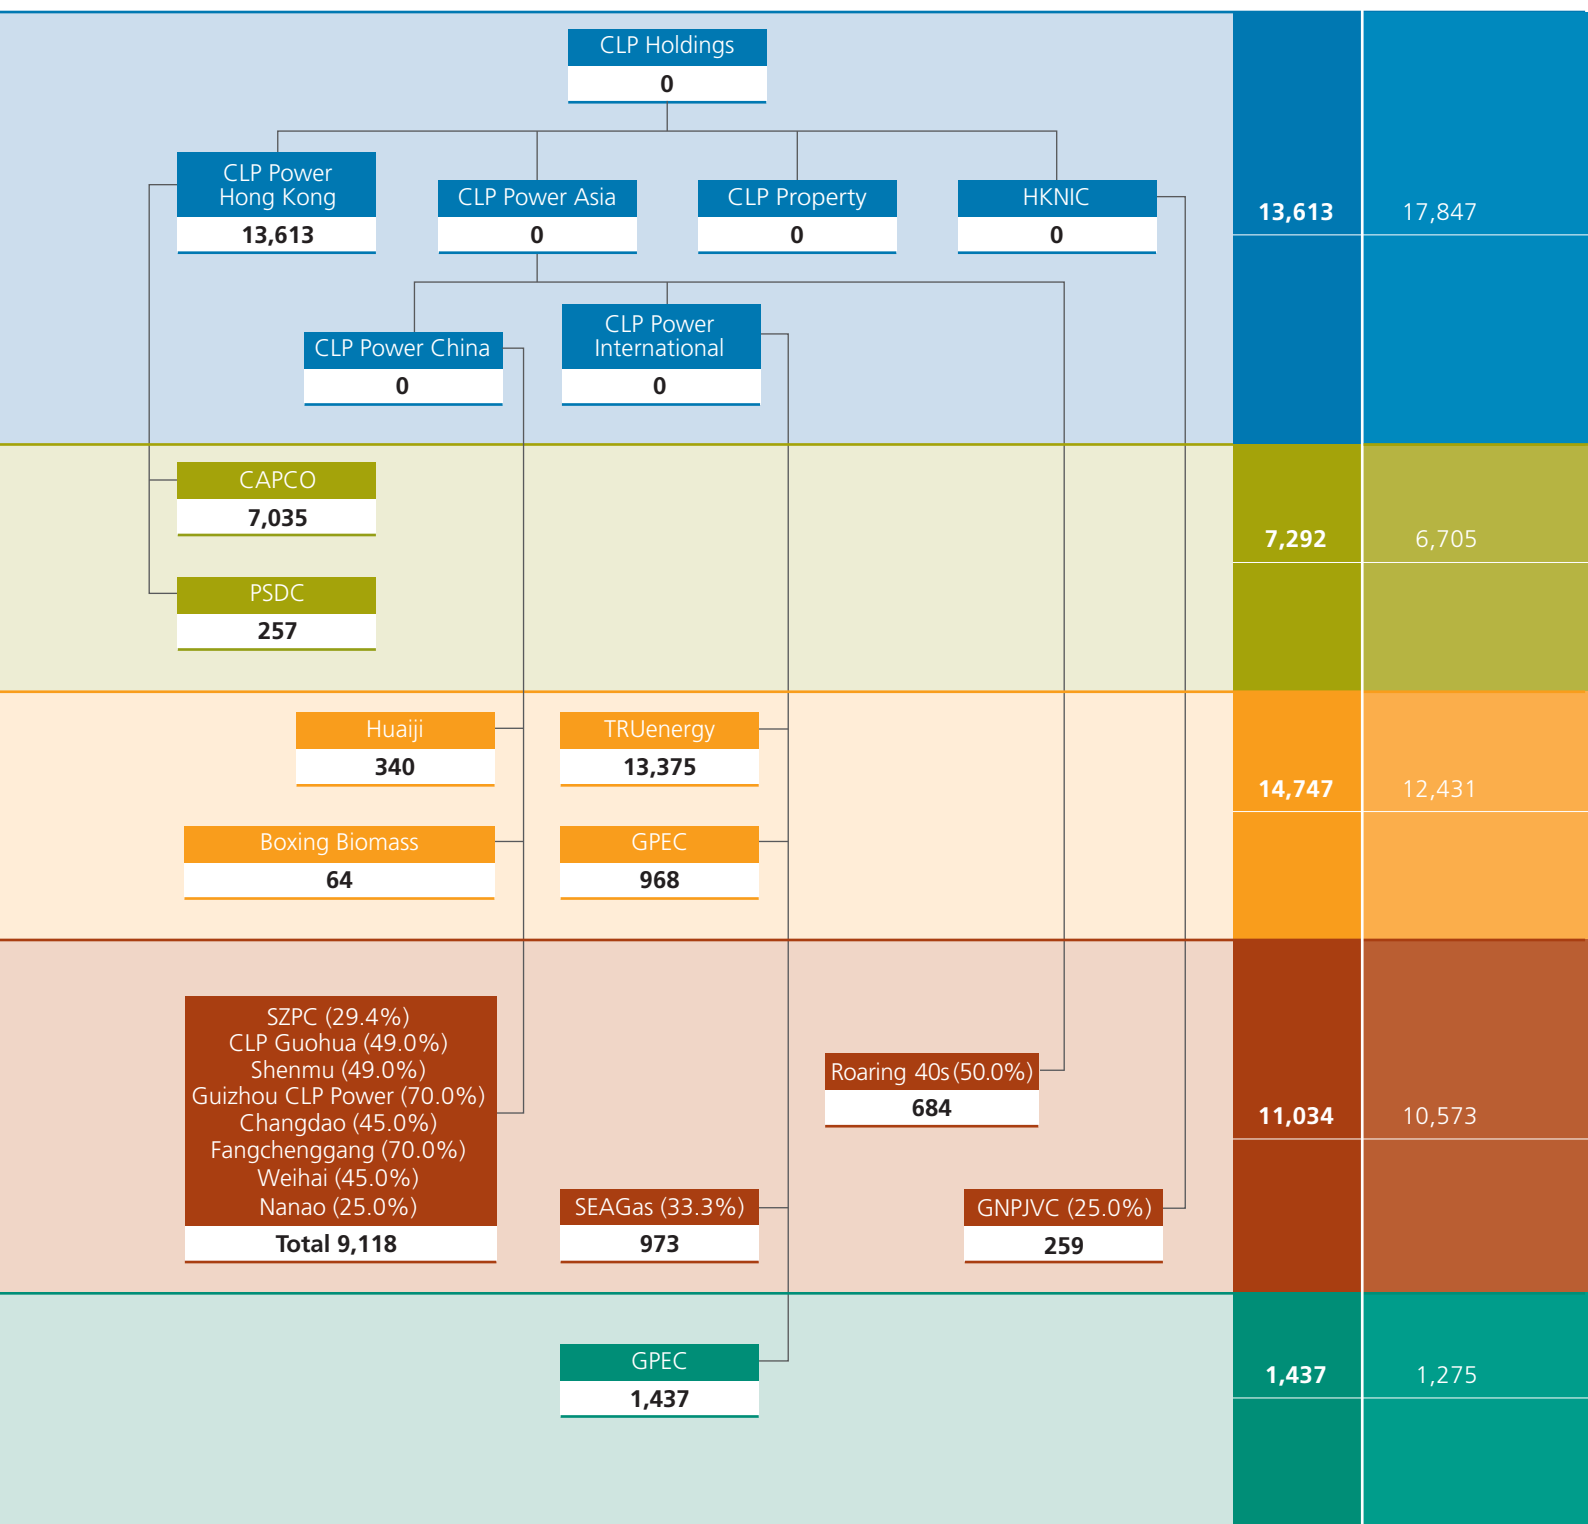 CLP Holdings
0
CLP Power
Hong Kong
13,613
CLP Power Asia
0
CLP Property
0
HKNIC
0
13,613
17,847
CLP Power China
0
CLP Power
International
0
CAPCO
7,035
7,292
6,705
PSDC
257
Huaiji
340
TRUenergy
13,375
14,747
12,431
Boxing Biomass
64
GPEC
968
SZPC (29.4%)
CLP Guohua (49.0%)
Shenmu (49.0%)
Guizhou CLP Power (70.0%)
Changdao (45.0%)
Fangchenggang (70.0%)
Weihai (45.0%)
Nanao (25.0%)
Total 9,118
Roaring 40s (50.0%)
684
11,034
10,573
SEAGas (33.3%)
973
GNPJVC (25.0%)
259
GPEC
1,437
1,437
1,275